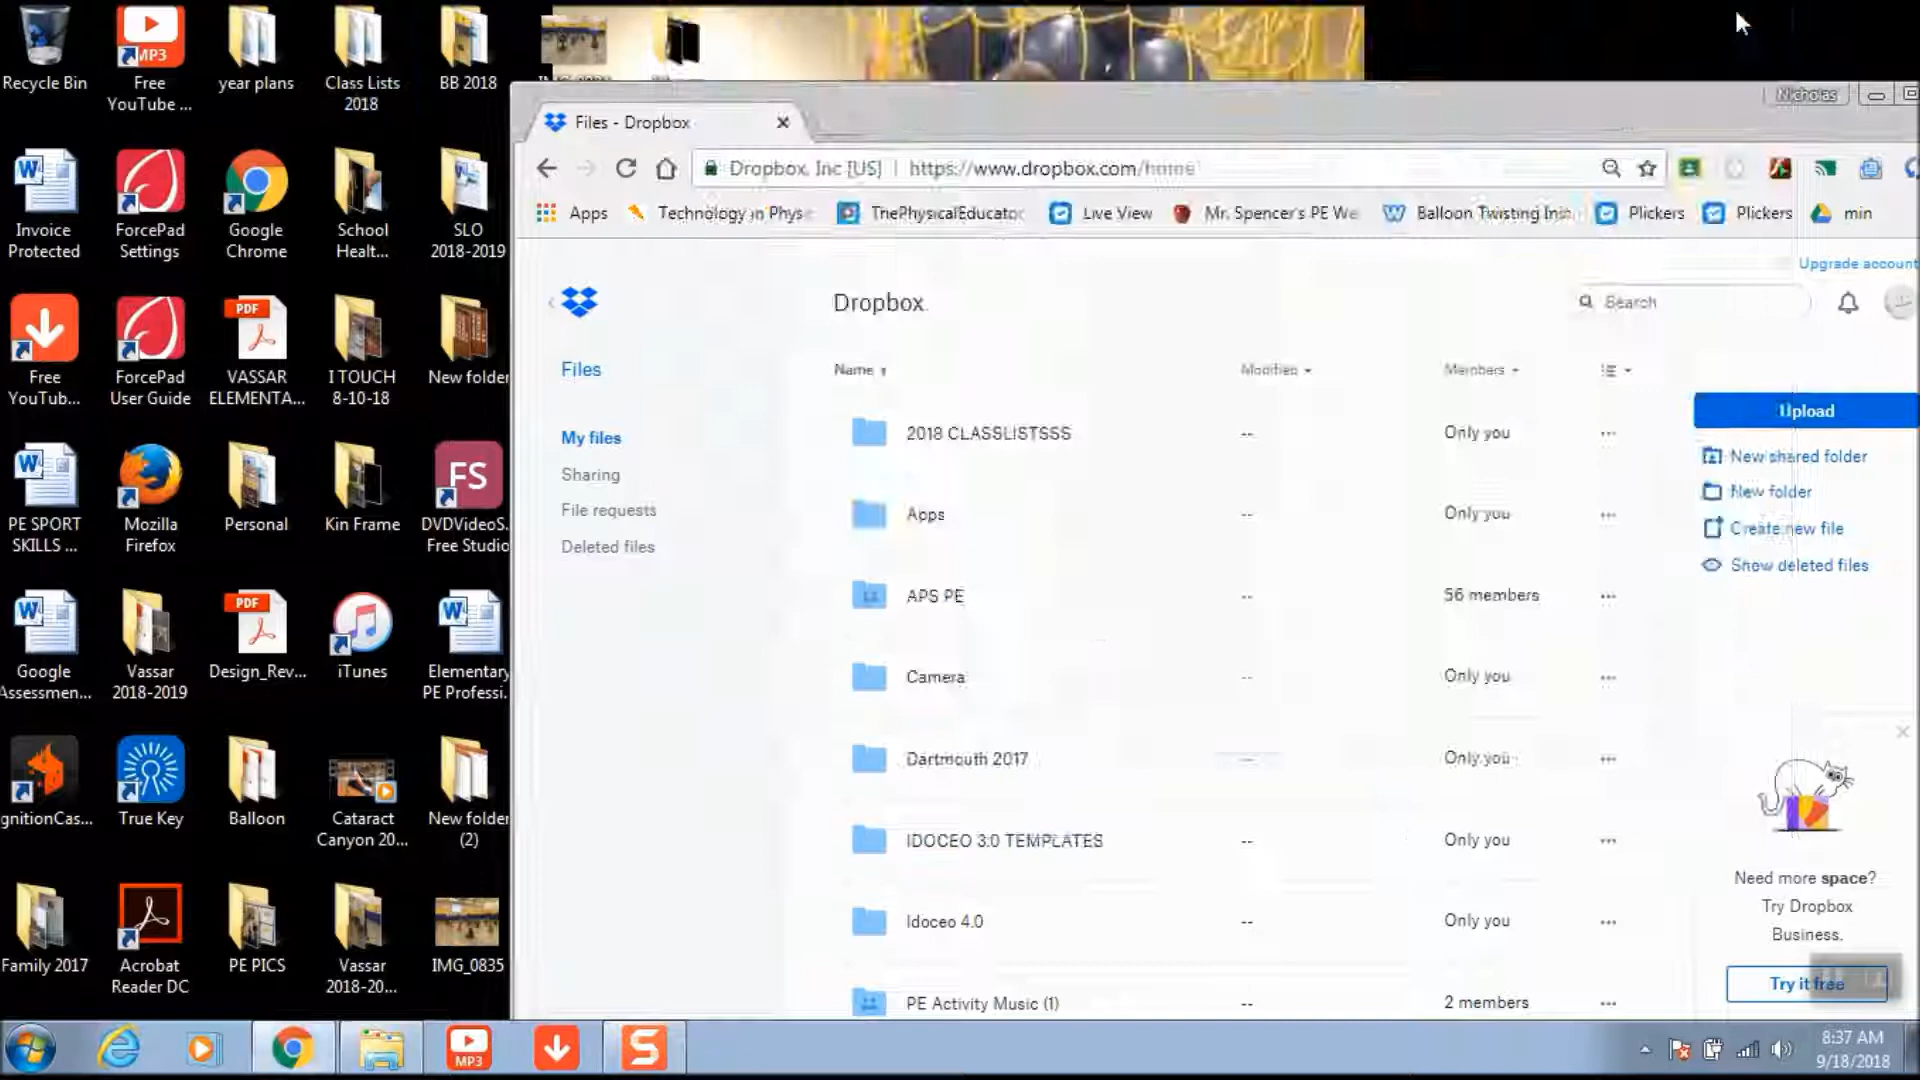 Recycle Bin
Free
YouTube ...
year plans
Class Lists
2018
BB 2018
Invoice
Protected
ForcePad
Settings
Google
Chrome
School
Healt...
SLO
2018-2019
Free
YouTub...
ForcePad
User Guide
VASSAR
ELEMENTA...
I TOUCH
8-10-18
New folder
PE SPORT
SKILLS ...
Mozilla
Firefox
Personal
Kin Frame
FS
DVDVideoS.
Free Studio
Google
Assessmen...
Vassar
2018-2019
Design_Rev...
iTunes
Elementary
PE Professi.
gnitionCas...
True Key
Balloon
Cataract
Canyon 20...
New folder
(2)
Family 2017
Acrobat
Reader DC
PE PICS
Vassar
2018-20...
IMG_0835
MP3
PDF
PDF
Nicholas
Files - Dropbox
Dropbox, Inc [US] | https://www.dropbox.com/home
Apps
Technology in Phys
ThePhysicalEducator
Live View
Mr. Spencer's PE We
Balloon Twisting Ins
Plickers
Plickers
min
Upgrade account
Dropbox
Search
Files
My files
Sharing
File requests
Deleted files
Name
Modified
Members
2018 CLASSLISTSSS -- Only you ...
Apps -- Only you ...
APS PE -- 56 members ...
Camera -- Only you ...
Dartmouth 2017 -- Only you ...
IDOCEO 3:0 TEMPLATES -- Only you ...
Idoceo 4.0 -- Only you ...
PE Activity Music (1) -- 2 members ...
Upload
New shared folder
New folder
Create new file
Show deleted files
Need more space?
Try Dropbox
Business.
Try it free
MP3
S
8:37 AM
9/18/2018